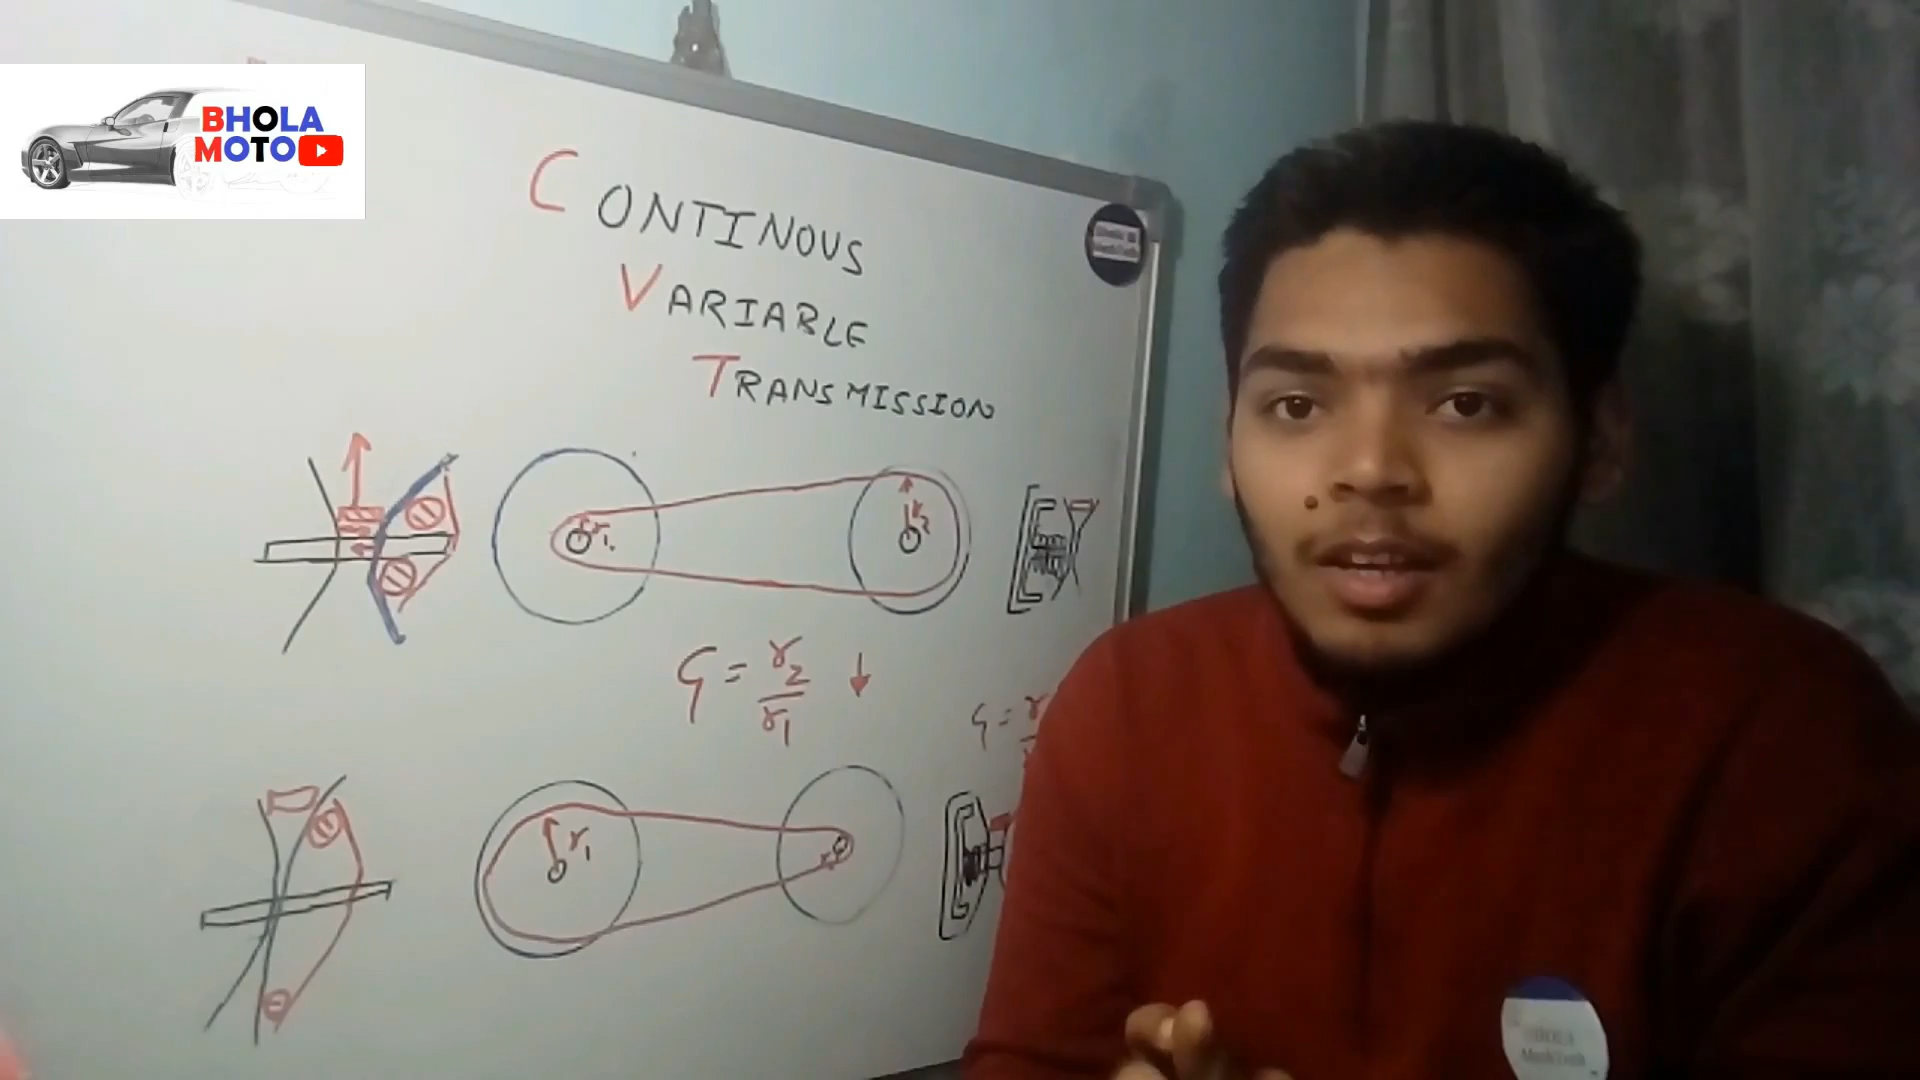 BHOLA
MOTO
CONTINOUS
VARIABLE
TRANSMISSION
r1.
r2
G = r2/r1 ↓
G = r
r1